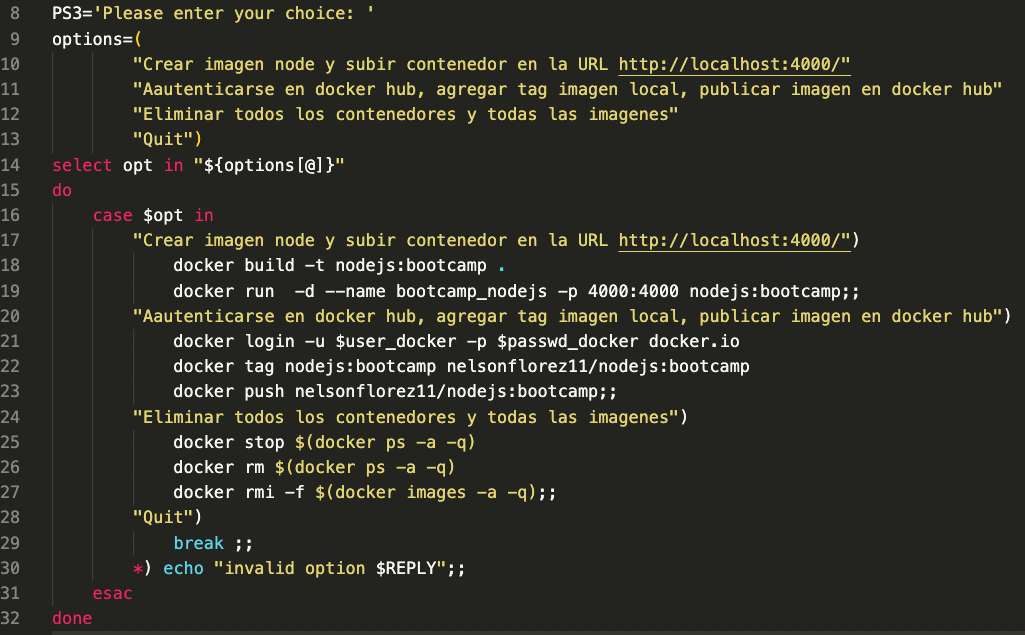 8 PS3='Please enter your choice: '
9 options=(
10 "Crear imagen node y subir contenedor en la URL http://localhost:4000/"
11 "Aautenticarse en docker hub, agregar tag imagen local, publicar imagen en docker hub"
12 "Eliminar todos los contenedores y todas las imagenes"
13 "Quit")
14 select opt in "${options[@]}"
15 do
16 case $opt in
17 "Crear imagen node y subir contenedor en la URL http://localhost:4000/")
18 docker build -t nodejs:bootcamp .
19 docker run  -d --name bootcamp_nodejs -p 4000:4000 nodejs:bootcamp;;
20 "Aautenticarse en docker hub, agregar tag imagen local, publicar imagen en docker hub")
21 docker login -u $user_docker -p $passwd_docker docker.io
22 docker tag nodejs:bootcamp nelsonflorez11/nodejs:bootcamp
23 docker push nelsonflorez11/nodejs:bootcamp;;
24 "Eliminar todos los contenedores y todas las imagenes")
25 docker stop $(docker ps -a -q)
26 docker rm $(docker ps -a -q)
27 docker rmi -f $(docker images -a -q);;
28 "Quit")
29 break ;;
30 *) echo "invalid option $REPLY";;
31 esac
32 done